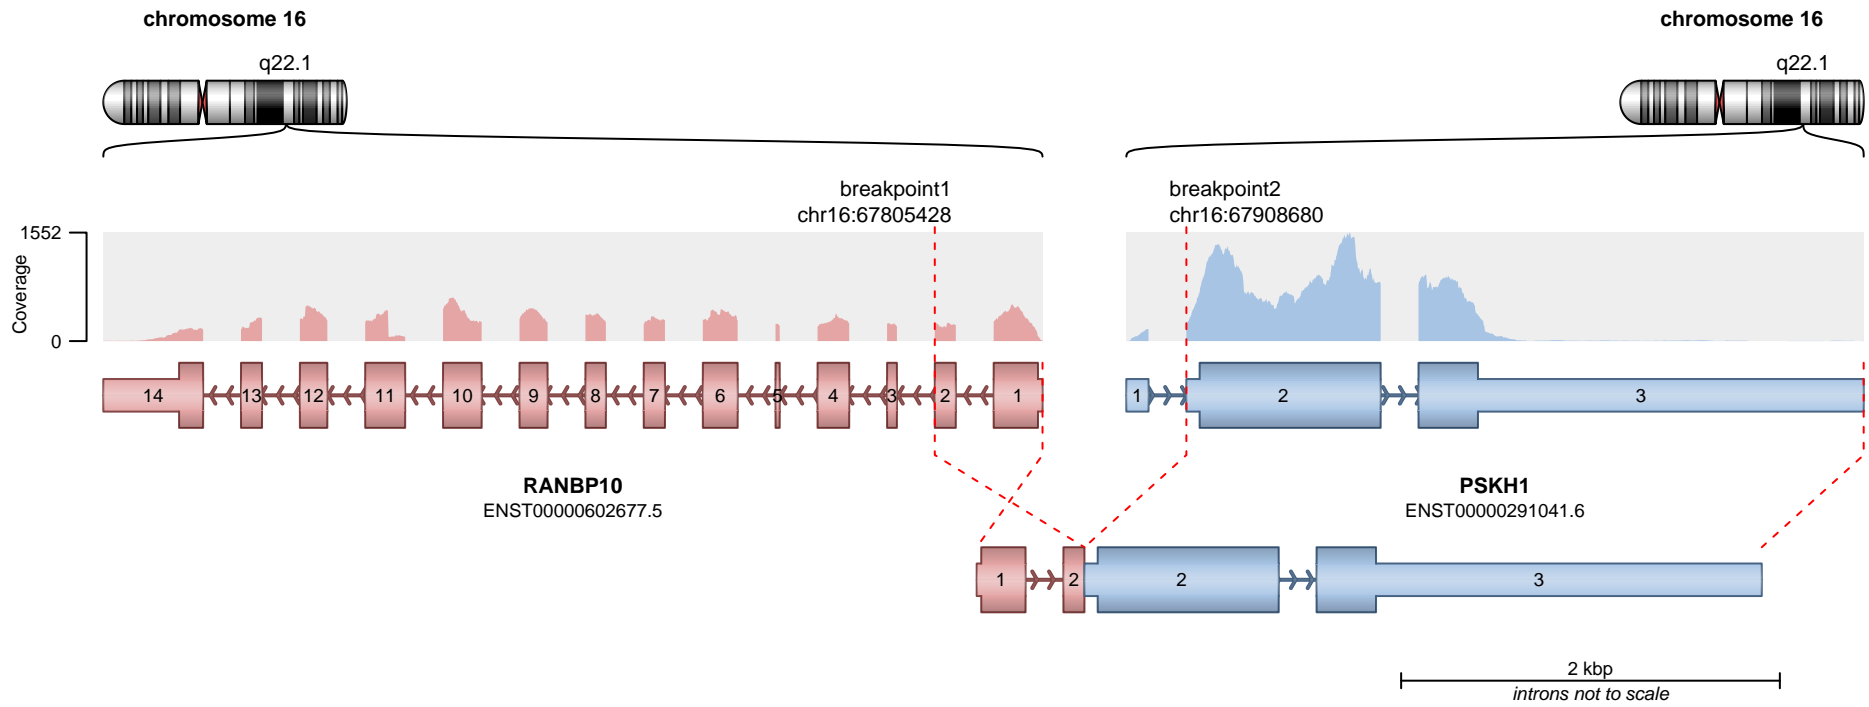 chromosome 16
chromosome 16
q22.1
q22.1
breakpoint1
chr16:67805428
breakpoint2
chr16:67908680
1552
0
Coverage
14 13 12 11 10 9 8 7 6 5 4 3 2 1
1 2 3
RANBP10
ENST00000602677.5
PSKH1
ENST00000291041.6
1 2 2 3
2 kbp
introns not to scale